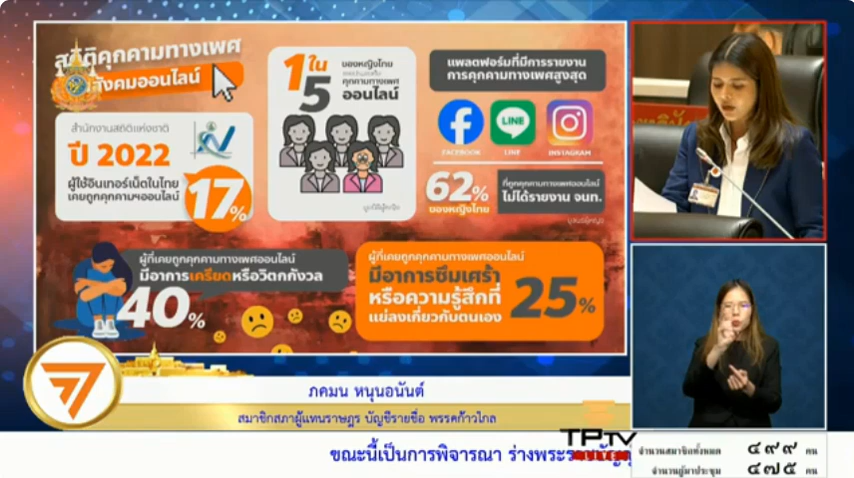 สถิติคุกคามทางเพศ
สังคมออนไลน์
สำนักงานสถิติแห่งชาติ
ปี 2022
ผู้ใช้อินเทอร์เน็ตในไทย
เคยถูกคุกคามฯออนไลน์
17%
1 ใน 5
ของหญิงไทย
คุกคามทางเพศ
ออนไลน์
แพลตฟอร์มที่มีการรายงาน
การคุกคามทางเพศสูงสุด
LINE
FACEBOOK LINE INSTAGRAM
62%
ของหญิงไทย
ที่ถูกคุกคามทางเพศออนไลน์
ไม่ได้รายงาน จนท.
ผู้ที่เคยถูกคุกคามทางเพศออนไลน์
มีอาการเครียดหรือวิตกกังวล
40%
ผู้ที่เคยถูกคุกคามทางเพศออนไลน์
มีอาการซึมเศร้า
หรือความรู้สึกที่
แย่ลงเกี่ยวกับตนเอง
25%
ภคมน หนุนอนันต์
สมาชิกสภาผู้แทนราษฎร บัญชีรายชื่อ พรรคก้าวไกล
ขณะนี้เป็นการพิจารณา ร่างพระราชบัญญั
TPTV
จำนวนสมาชิกทั้งหมด ๔๙๙ คน
จำนวนผู้มาประชุม ๔๗๕ คน